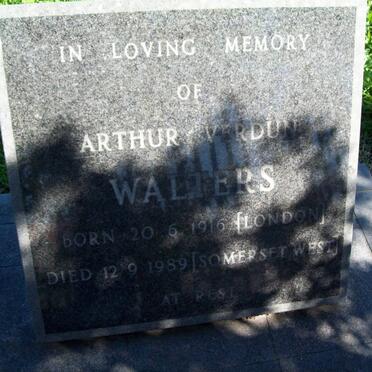 IN LOVING MEMORY
OF
ARTHUR VERDUN
WALTERS
BORN 20 6 1916 [LONDON]
DIED 12 9 1989 [SOMERSET WEST]
AT REST